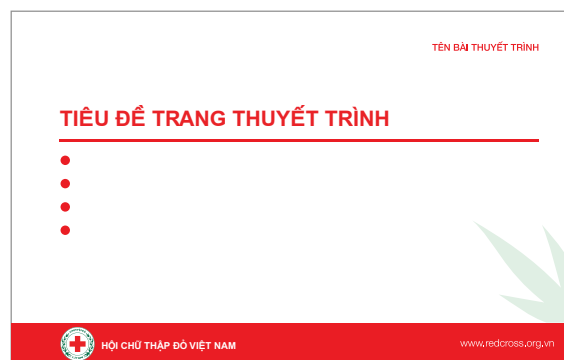 TÊN BÀI THUYẾT TRÌNH
TIÊU ĐỀ TRANG THUYẾT TRÌNH
HỘI CHỮ THẬP ĐỎ VIỆT NAM
www.redcross.org.vn